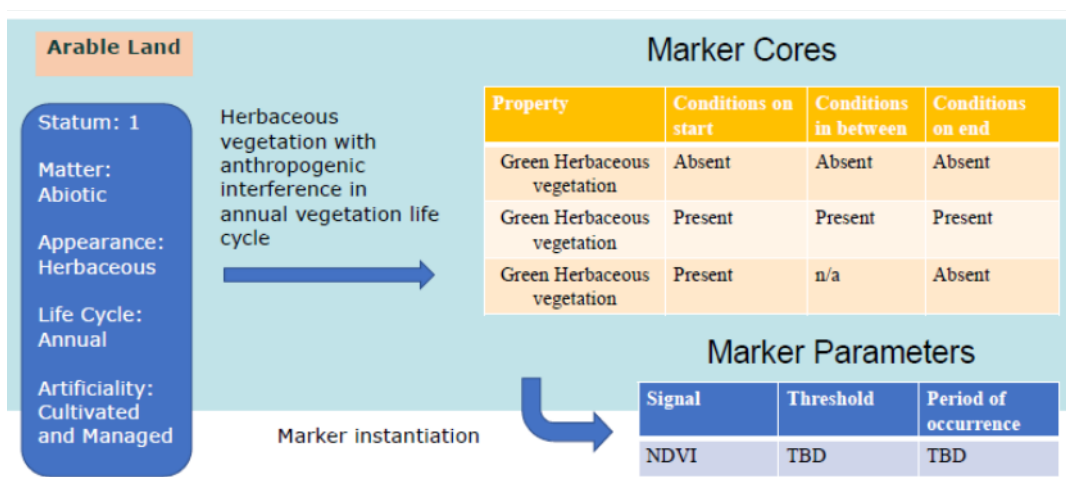 Arable Land
Statum: 1
Matter:
Abiotic
Appearance:
Herbaceous
Life Cycle:
Annual
Artificiality:
Cultivated
and Managed
Herbaceous
vegetation with
anthropogenic
interference in
annual vegetation life
cycle
Marker Cores
Property Conditions on start Conditions in between Conditions on end
Green Herbaceous vegetation Absent Absent Absent
Green Herbaceous vegetation Present Present Present
Green Herbaceous vegetation Present n/a Absent
Marker instantiation
Marker Parameters
Signal Threshold Period of occurrence
NDVI TBD TBD